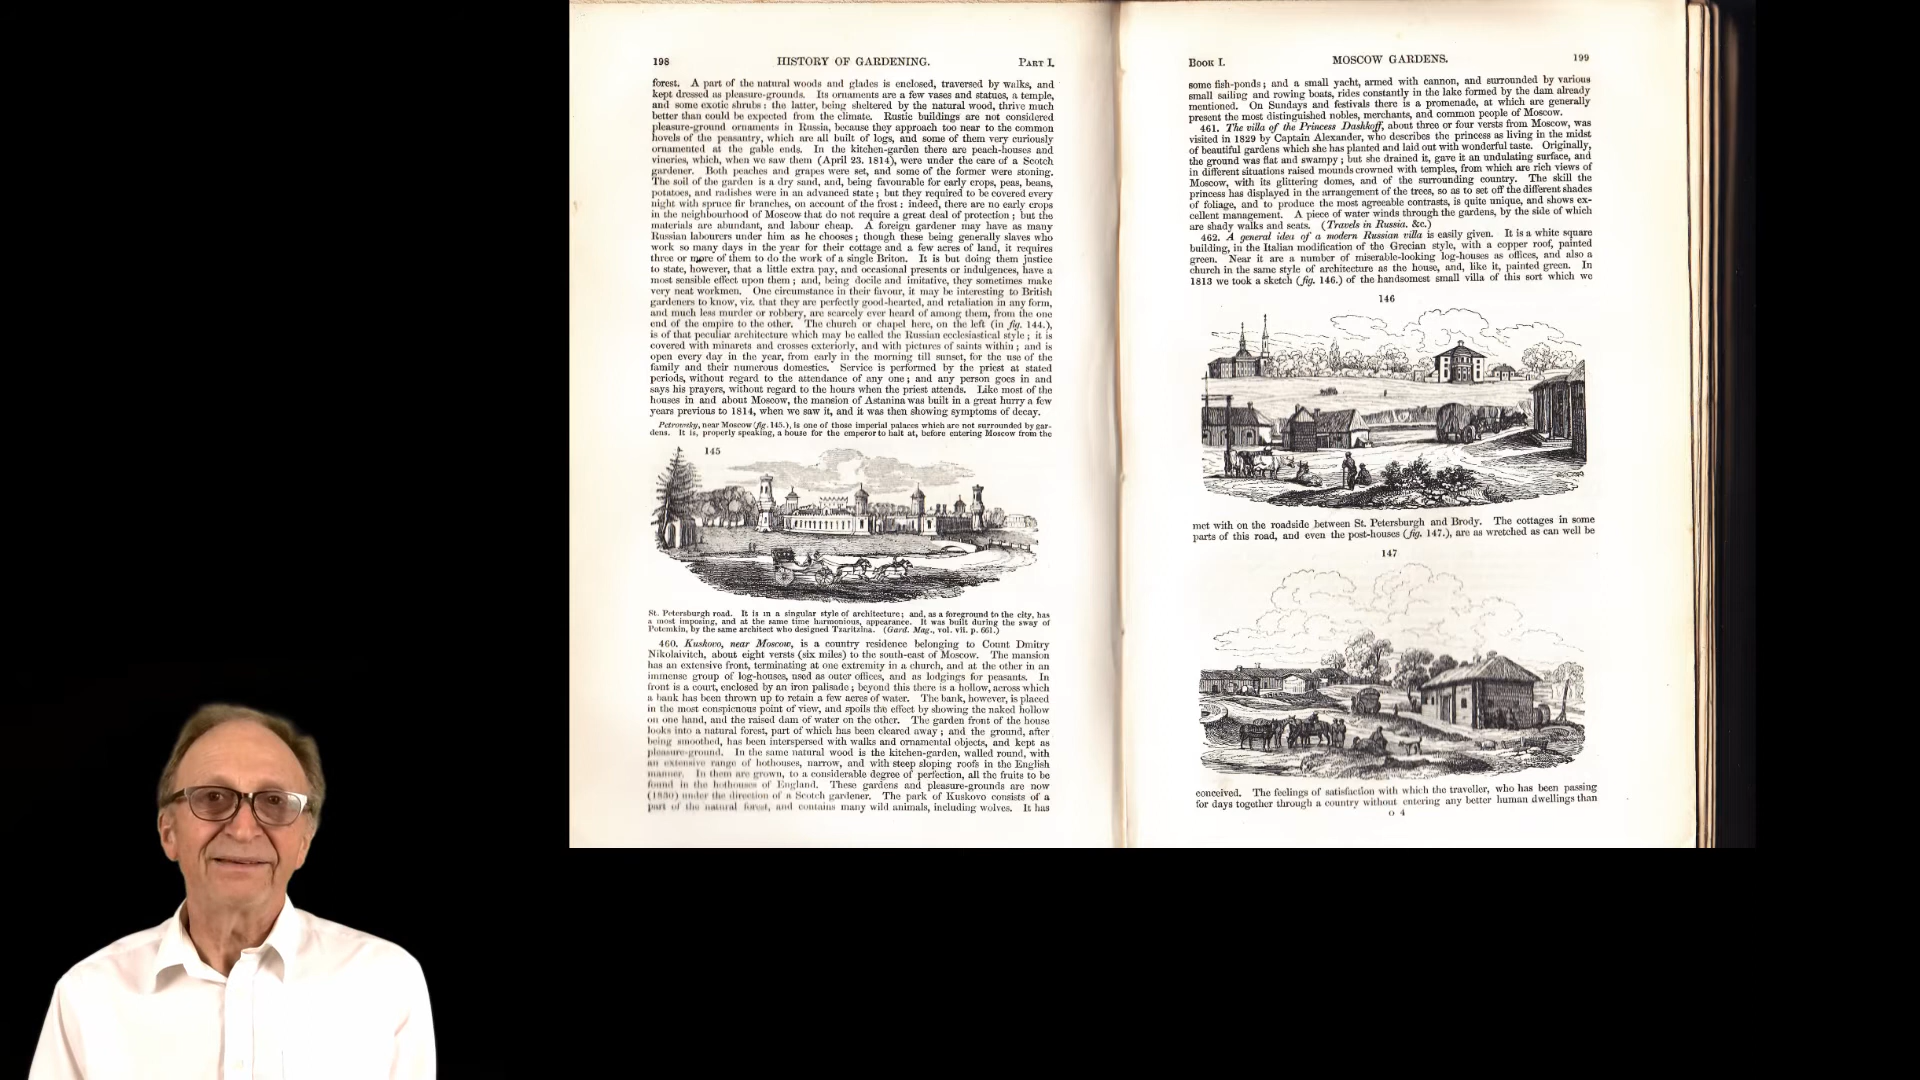 198 HISTORY OF GARDENING. PART I.
forest. A part of the natural woods and glades is enclosed, traversed by walks, and
kept dressed as pleasure-grounds. Its ornaments are a few vases and statues, a temple,
and some exotic shrubs: the latter, being sheltered by the natural wood, thrive much
better than could be expected from the climate. Rustic buildings are not considered
pleasure-ground ornaments in Russia, because they approach too near to the common
hovels of the peasantry, which are all built of logs, and some of them very curiously
ornamented at the gable ends. In the kitchen-garden there are peach-houses and
vineries, which, when we saw them (April 23. 1814), were under the care of a Scotch
gardener. Both peaches and grapes were set, and some of the former were stoning.
The soil of the garden is a dry sand, and, being favourable for early crops, peas, beans,
potatoes, and radishes were in an advanced state; but they required to be covered every
night with spruce fir branches, on account of the frost: indeed, there are no early crops
in the neighbourhood of Moscow that do not require a great deal of protection; but the
materials are abundant, and labour cheap. A foreign gardener may have as many
Russian labourers under him as he chooses; though these being generally slaves who
work so many days in the year for their cottage and a few acres of land, it requires
three or more of them to do the work of a single Briton. It is but doing them justice
to state, however, that a little extra pay, and occasional presents or indulgences, have a
most sensible effect upon them; and, being docile and imitative, they sometimes make
very neat workmen. One circumstance in their favour, it may be interesting to British
gardeners to know, viz. that they are perfectly good-hearted, and retaliation in any form,
and much less murder or robbery, are scarcely ever heard of among them, from the one
end of the empire to the other. The church or chapel here, on the left (in fig. 144.),
is of that peculiar architecture which may be called the Russian ecclesiastical style; it is
covered with minarets and crosses exteriorly, and with pictures of saints within; and is
open every day in the year, from early in the morning till sunset, for the use of the
family and their numerous domestics. Service is performed by the priest at stated
periods, without regard to the attendance of any one; and any person goes in and
says his prayers, without regard to the hours when the priest attends. Like most of the
houses in and about Moscow, the mansion of Astanina was built in a great hurry a few
years previous to 1814, when we saw it, and it was then showing symptoms of decay.
Petrowsky, near Moscow (fig. 145.), is one of those imperial palaces which are not surrounded by gar-
dens. It is, properly speaking, a house for the emperor to halt at, before entering Moscow from the
145
St. Petersburgh road. It is in a singular style of architecture; and, as a foreground to the city, has
a most imposing, and at the same time harmonious, appearance. It was built during the sway of
Potemkin, by the same architect who designed Tzaritzina. (Gard. Mag., vol. vii. p. 661.)
460. Kuskovo, near Moscow, is a country residence belonging to Count Dmitry
Nikolaivitch, about eight versts (six miles) to the south-east of Moscow. The mansion
has an extensive front, terminating at one extremity in a church, and at the other in an
immense group of log-houses, used as outer offices, and as lodgings for peasants. In
front is a court, enclosed by an iron palisade; beyond this there is a hollow, across which
a bank has been thrown up to retain a few acres of water. The bank, however, is placed
in the most conspicuous point of view, and spoils the effect by showing the naked hollow
on one hand, and the raised dam of water on the other. The garden front of the house
looks into a natural forest, part of which has been cleared away; and the ground, after
being smoothed, has been interspersed with walks and ornamental objects, and kept as
pleasure-ground. In the same natural wood is the kitchen-garden, walled round, with
an extensive range of hothouses, narrow, and with steep sloping roofs in the English
manner. In them are grown, to a considerable degree of perfection, all the fruits to be
found in the hothouses of England. These gardens and pleasure-grounds are now
(1830) under the direction of a Scotch gardener. The park of Kuskovo consists of a
part of the natural forest, and contains many wild animals, including wolves. It has
BOOK I. MOSCOW GARDENS. 199
some fish-ponds; and a small yacht, armed with cannon, and surrounded by various
small sailing and rowing boats, rides constantly in the lake formed by the dam already
mentioned. On Sundays and festivals there is a promenade, at which are generally
present the most distinguished nobles, merchants, and common people of Moscow.
461. The villa of the Princess Dashkoff, about three or four versts from Moscow, was
visited in 1829 by Captain Alexander, who describes the princess as living in the midst
of beautiful gardens which she has planted and laid out with wonderful taste. Originally,
the ground was flat and swampy; but she drained it, gave it an undulating surface, and
in different situations raised mounds crowned with temples, from which are rich views of
Moscow, with its glittering domes, and of the surrounding country. The skill the
princess has displayed in the arrangement of the trees, so as to set off the different shades
of foliage, and to produce the most agreeable contrasts, is quite unique, and shows ex-
cellent management. A piece of water winds through the gardens, by the side of which
are shady walks and seats. (Travels in Russia, &c.)
462. A general idea of a modern Russian villa is easily given. It is a white square
building, in the Italian modification of the Grecian style, with a copper roof, painted
green. Near it are a number of miserable-looking log-houses as offices, and also a
church in the same style of architecture as the house, and, like it, painted green. In
1813 we took a sketch (fig. 146.) of the handsomest small villa of this sort which we
146
met with on the roadside between St. Petersburgh and Brody. The cottages in some
parts of this road, and even the post-houses (fig. 147.), are as wretched as can well be
147
conceived. The feelings of satisfaction with which the traveller, who has been passing
for days together through a country without entering any better human dwellings than
O 4